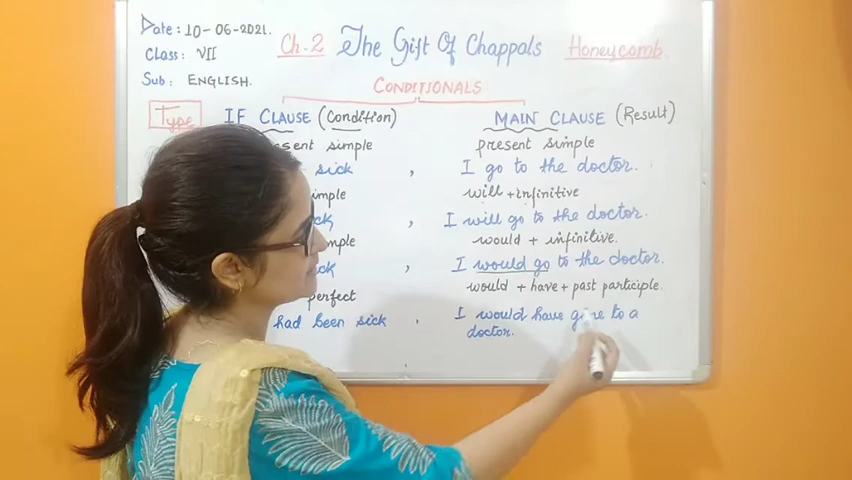 Date: 10-06-2021.
Class: VII
Sub: ENGLISH.
Ch-2 The Gift Of Chappals Honeycomb.
CONDITIONALS
Type IF CLAUSE (Condition) MAIN CLAUSE (Result)
simple present simple
sick , I go to the doctor.
will + infinitive
, I will go to the doctor.
would + infinitive.
, I would go to the doctor.
perfect would + have + past participle.
had been sick , I would have to a
doctor.